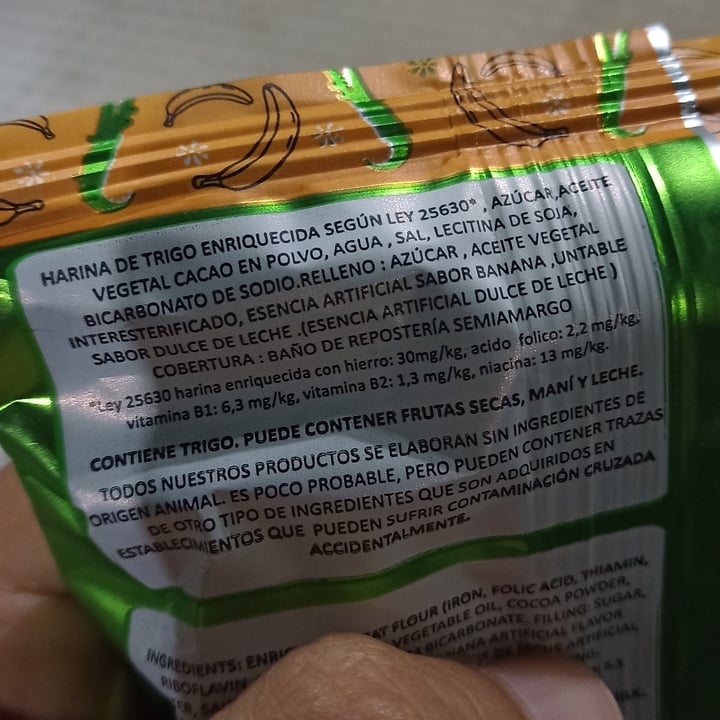 HARINA DE TRIGO ENRIQUECIDA SEGÚN LEY 25630* , AZÚCAR,ACEITE
VEGETAL CACAO EN POLVO, AGUA , SAL, LECITINA DE SOJA,
BICARBONATO DE SODIO.RELLENO : AZÚCAR , ACEITE VEGETAL
INTERESTERIFICADO, ESENCIA ARTIFICIAL SABOR BANANA ,UNTABLE
SABOR DULCE DE LECHE .(ESENCIA ARTIFICIAL DULCE DE LECHE )
COBERTURA : BAÑO DE REPOSTERÍA SEMIAMARGO
*Ley 25630 harina enriquecida con hierro: 30mg/kg, acido folico: 2,2 mg/kg,
vitamina B1: 6,3 mg/kg, vitamina B2: 1,3 mg/kg, niacina: 13 mg/kg.
CONTIENE TRIGO. PUEDE CONTENER FRUTAS SECAS, MANÍ Y LECHE.
TODOS NUESTROS PRODUCTOS SE ELABORAN SIN INGREDIENTES DE
ORIGEN ANIMAL. ES POCO PROBABLE, PERO PUEDEN CONTENER TRAZAS
DE OTRO TIPO DE INGREDIENTES QUE SON ADQUIRIDOS EN
ESTABLECIMIENTOS QUE PUEDEN SUFRIR CONTAMINACIÓN CRUZADA
ACCIDENTALMENTE.
INGREDIENTS: FLOUR (IRON, FOLIC ACID, THIAMIN,
RIBOFLAVIN VEGETABLE OIL, COCOA POWDER,
BICARBONATE. FILLING: SUGAR,
ARTIFICIAL FLAVOR
ARTIFICIAL